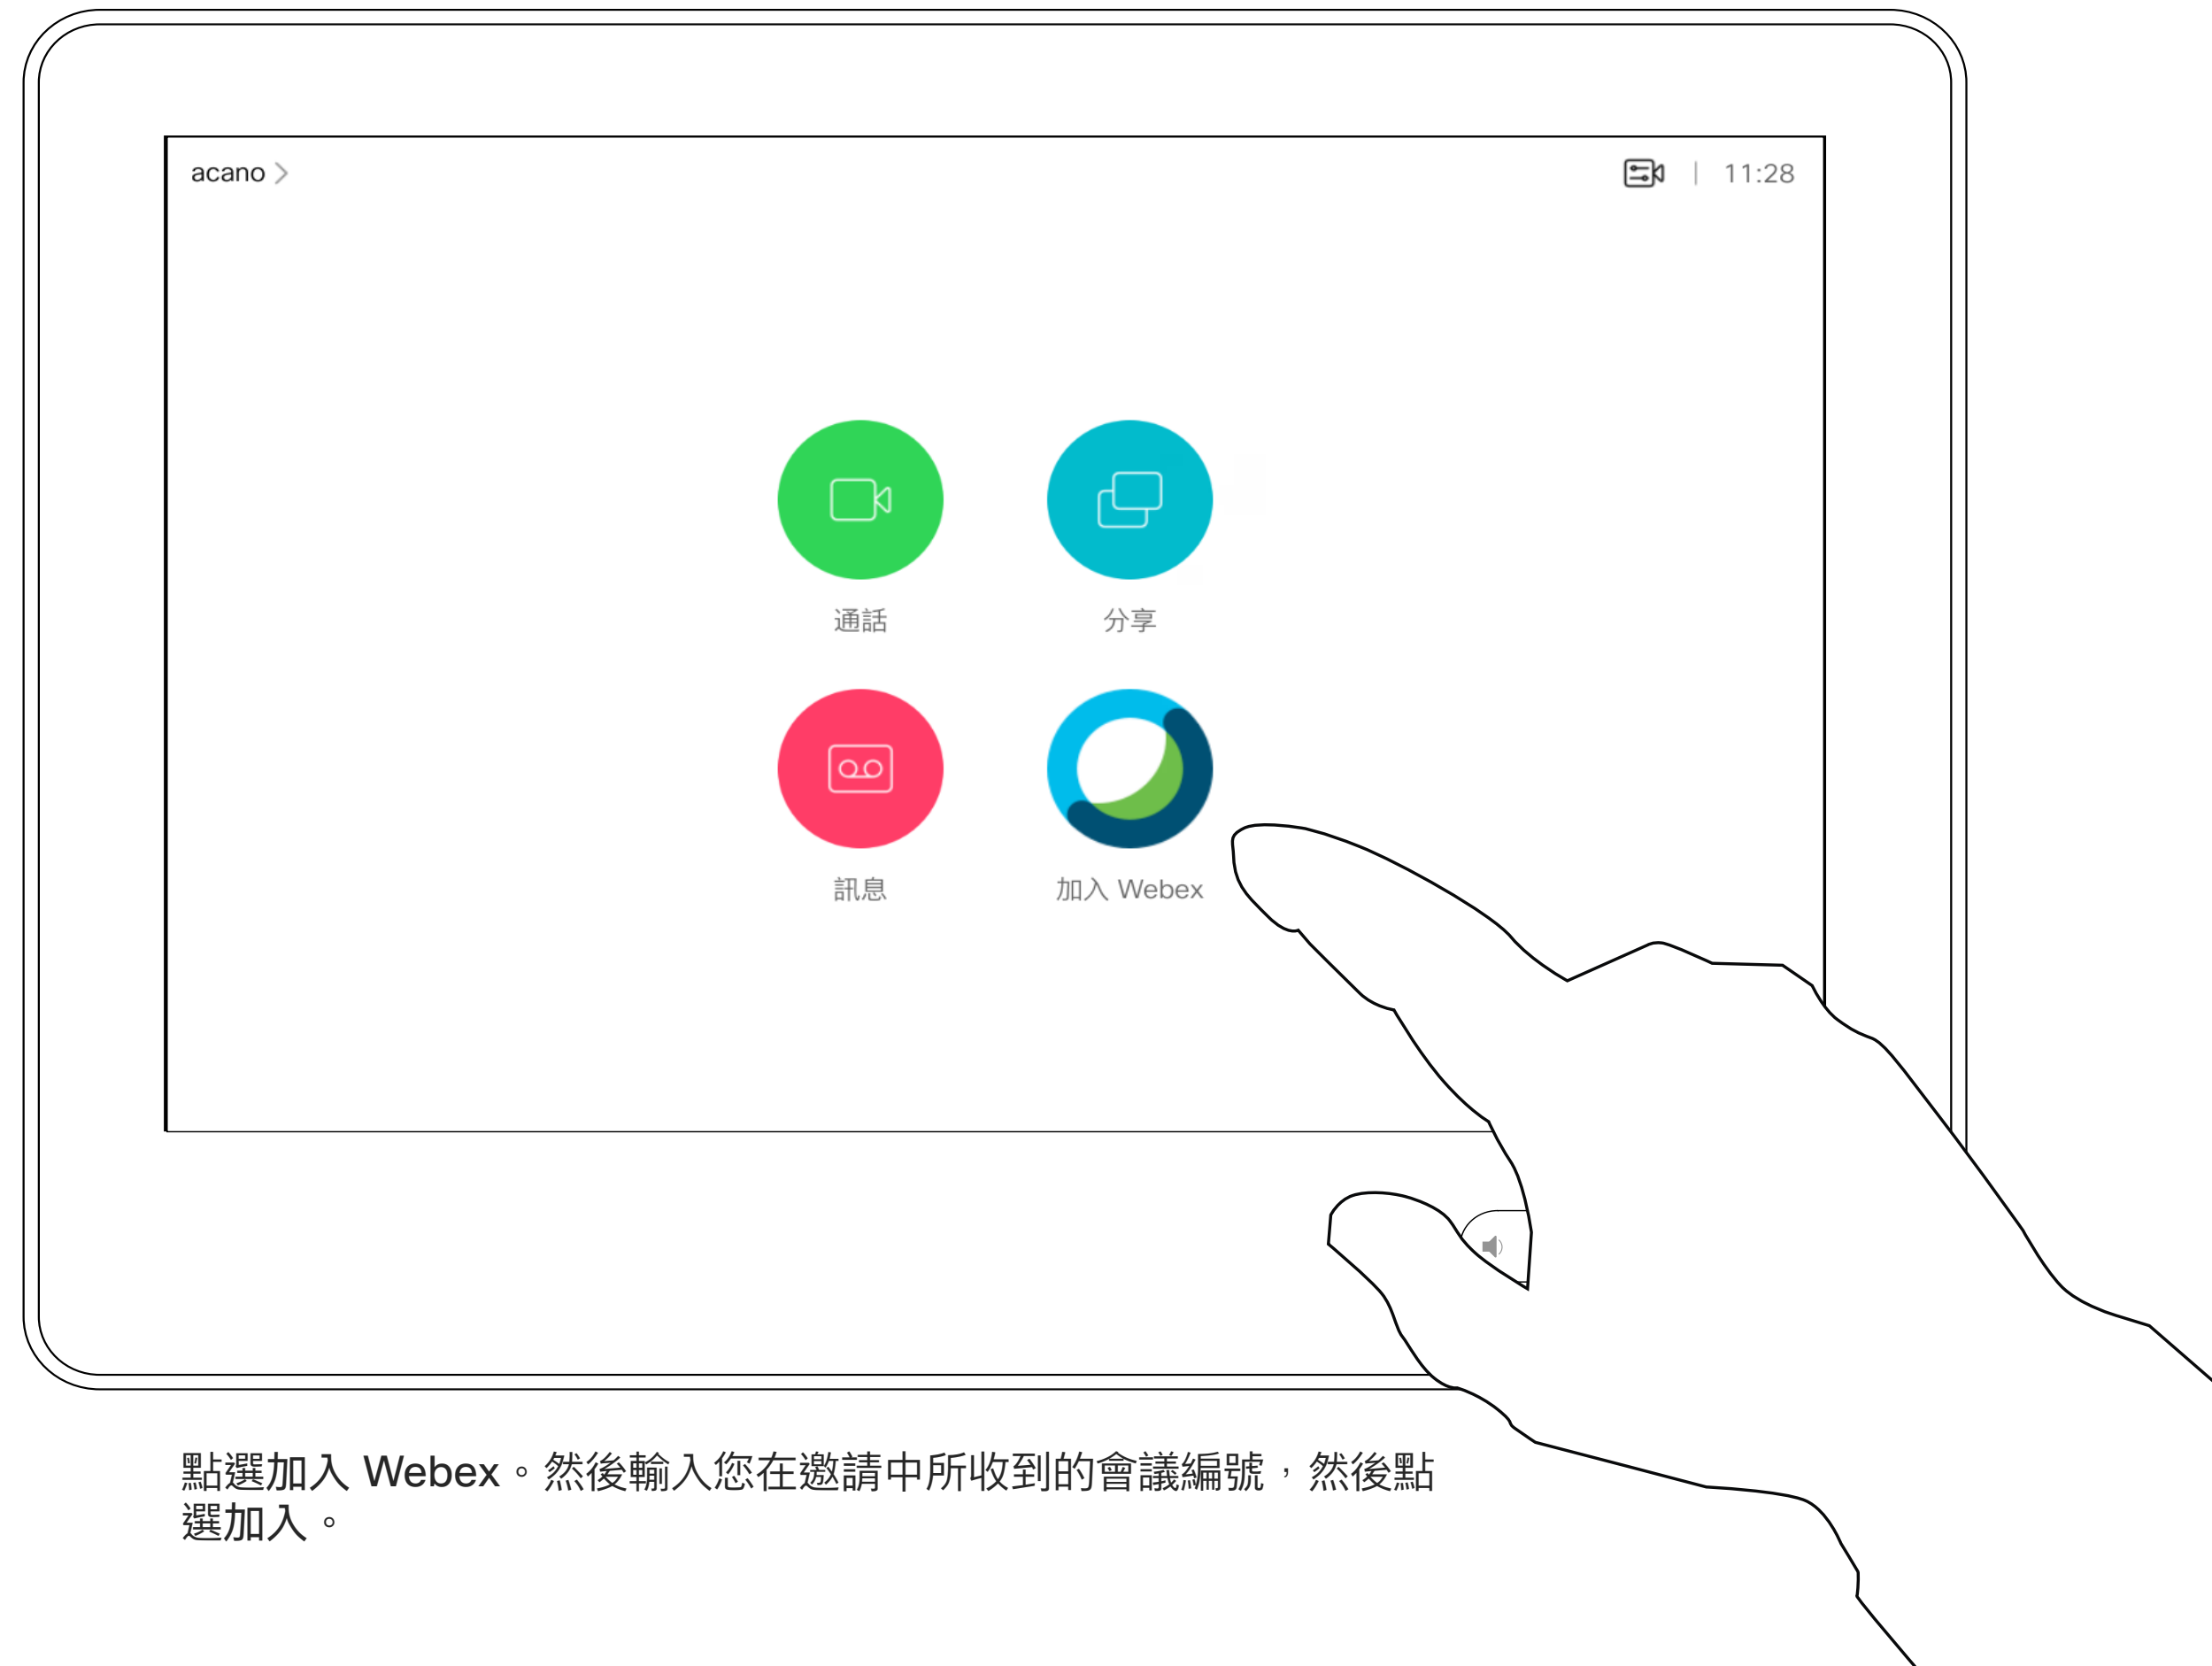 acano
11:28
通話
分享
訊息
加入 Webex
點選加入 Webex。然後輸入您在邀請中所收到的會議編號，然後點
選加入。